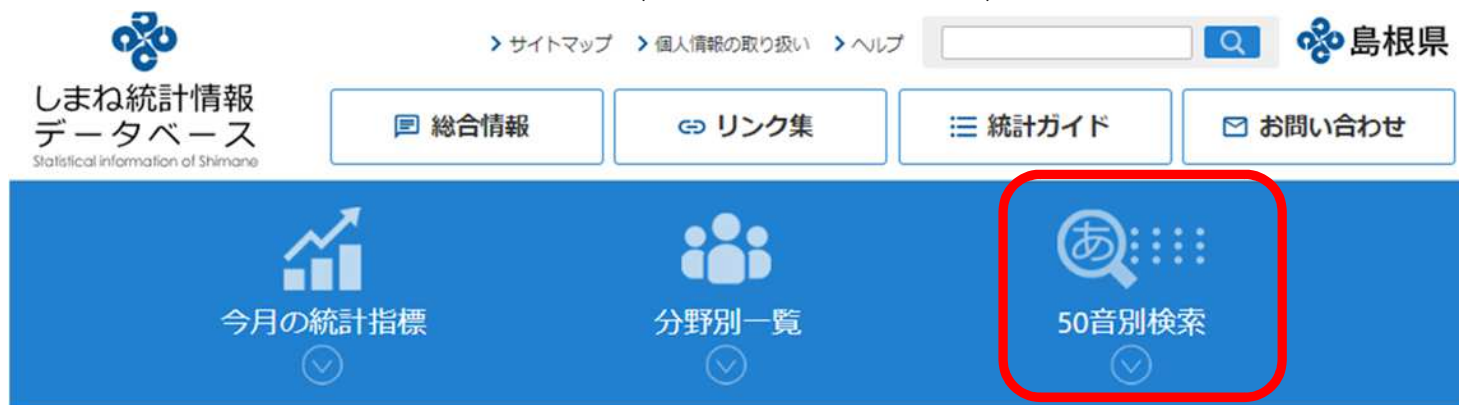 サイトマップ 個人情報の取り扱い ヘルプ
島根県
しまね統計情報
データベース
Statistical information of Shimane
総合情報
リンク集
統計ガイド
お問い合わせ
今月の統計指標
分野別一覧
あ
50音別検索